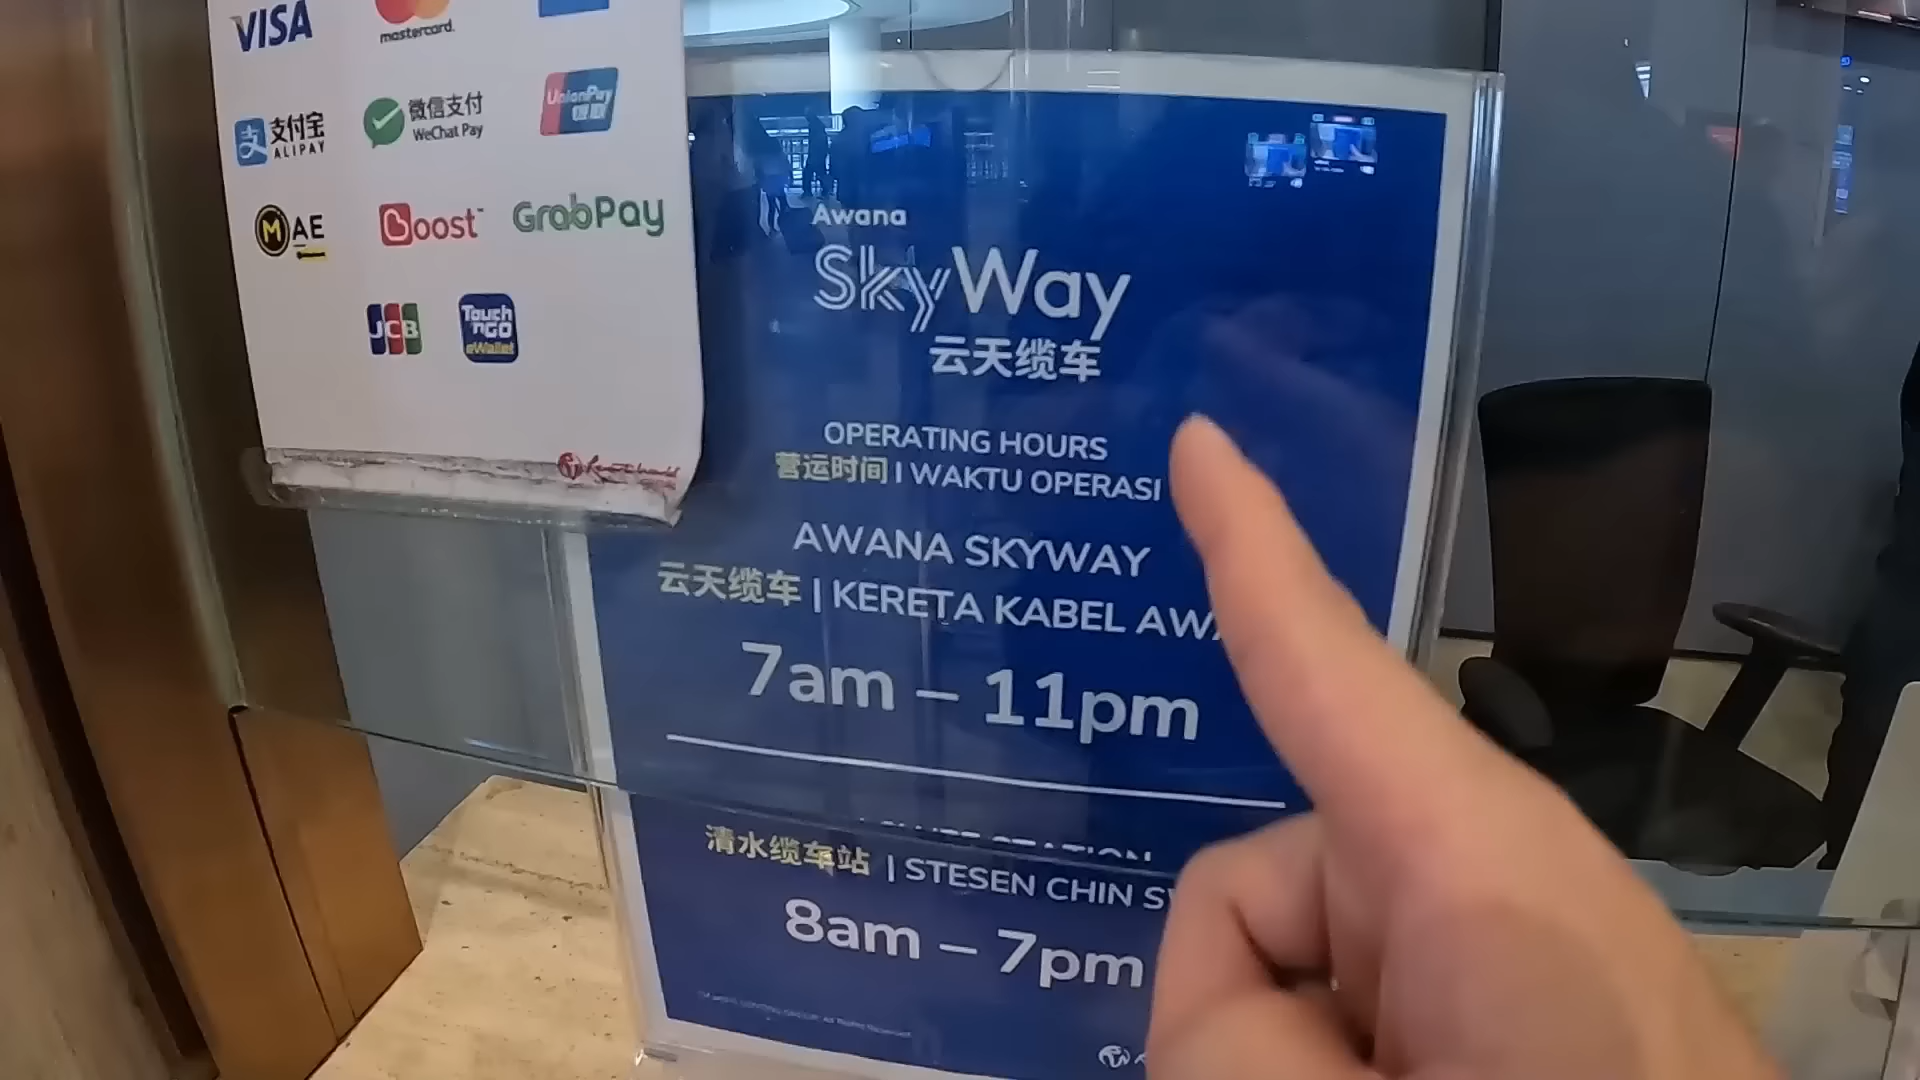 VISA
mastercard.
支付宝
ALIPAY
微信支付
WeChat Pay
UnionPay
银联
MAE
Boost
GrabPay
JCB
Touch
'nGO
eWallet
Awana
SkyWay
云天缆车
OPERATING HOURS
营运时间 | WAKTU OPERASI
AWANA SKYWAY
云天缆车 | KERETA KABEL
7am – 11pm
STATION
清水缆车站 | STESEN CHIN
8am – 7pm